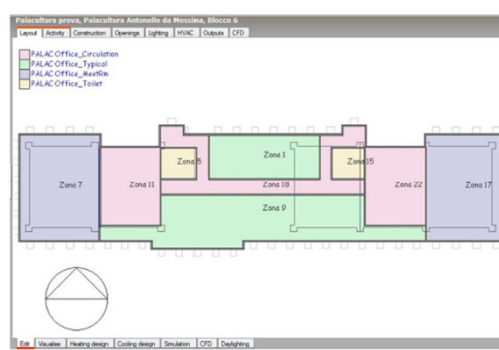 Palacultura prova, Palacultura Antonello da Messina, Blocco 6
Layout Activity Construction Openings Lighting HVAC Outputs CFD
PALAC Office_Circulation
PALAC Office_Typical
PALAC Office_MeetRm
PALAC Office_Toilet
Zona 5 Zona 1 Zona 15
Zona 7 Zona 11 Zona 18 Zona 22 Zona 17
Zona 9
Edit Visualise Heating design Cooling design Simulation CFD Daylighting